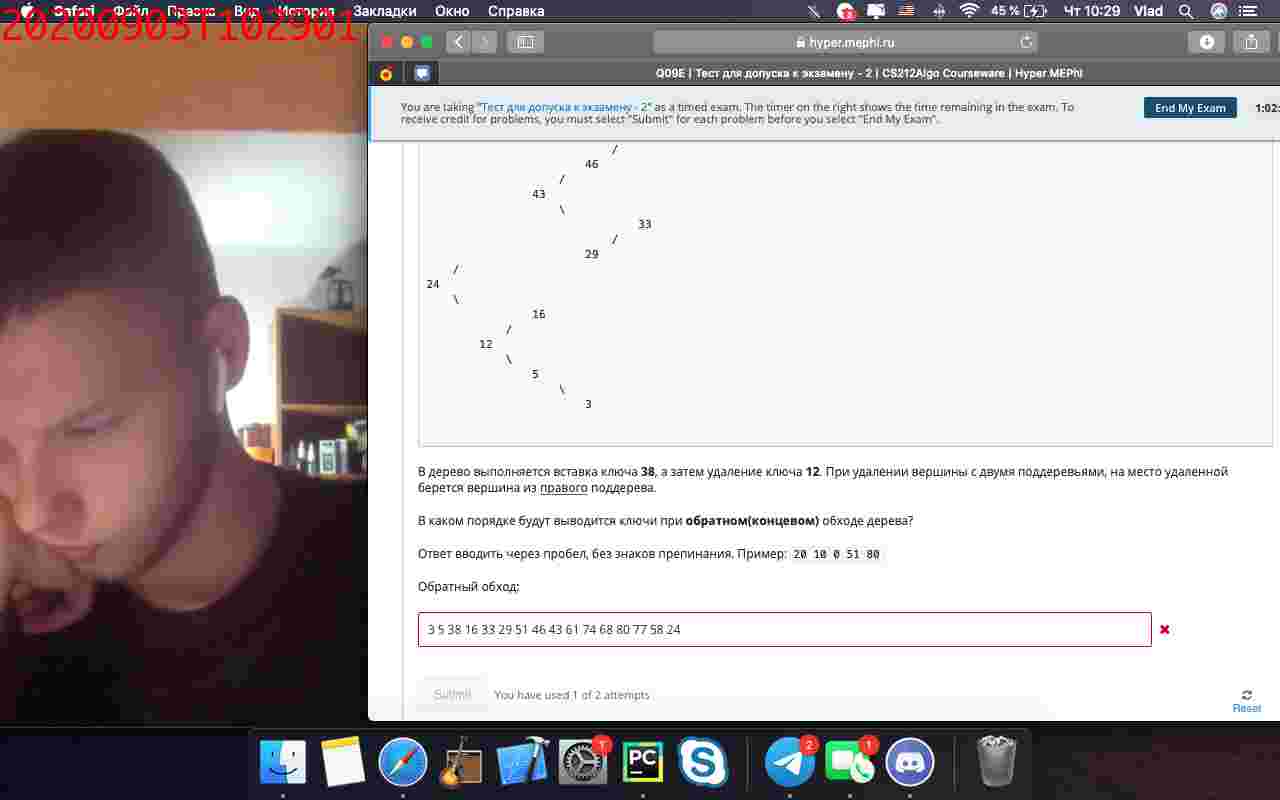 Safari Файл Правка Вид История Закладки Окно Справка 45 % Чт 10:29 Vlad
20200903T102901
hyper.mephi.ru
Q09E | Тест для допуска к экзамену - 2 | CS212Algo Courseware | Hyper.MEPhI
You are taking "Тест для допуска к экзамену - 2" as a timed exam. The timer on the right shows the time remaining in the exam. To
receive credit for problems, you must select "Submit" for each problem before you select "End My Exam".
End My Exam
1:02:
/
46
/
43
\
33
/
29
/
24
\
16
/
12
\
5
\
3
В дерево выполняется вставка ключа 38, а затем удаление ключа 12. При удалении вершины с двумя поддеревьями, на место удаленной
берется вершина из правого поддерева.
В каком порядке будут выводится ключи при обратном(концевом) обходе дерева?
Ответ вводить через пробел, без знаков препинания. Пример: 20 10 0 51 80
Обратный обход:
3 5 38 16 33 29 51 46 43 61 74 68 80 77 58 24
Submit
You have used 1 of 2 attempts
Reset
1
PC
2
1